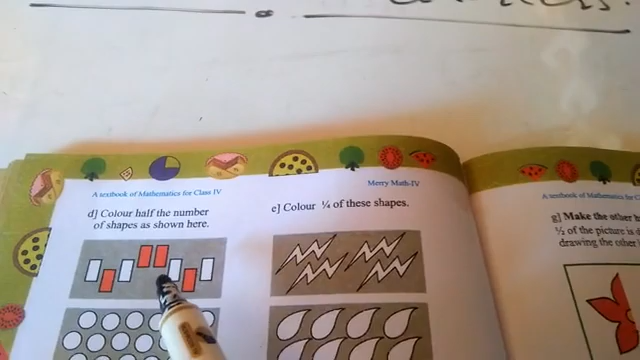 A textbook of Mathematics for Class IV
Merry Math-IV
d] Colour half the number
of shapes as shown here.
e] Colour ¼ of these shapes.
A textbook of Mathematics for C
g] Make the other
½ of the picture is
drawing the other